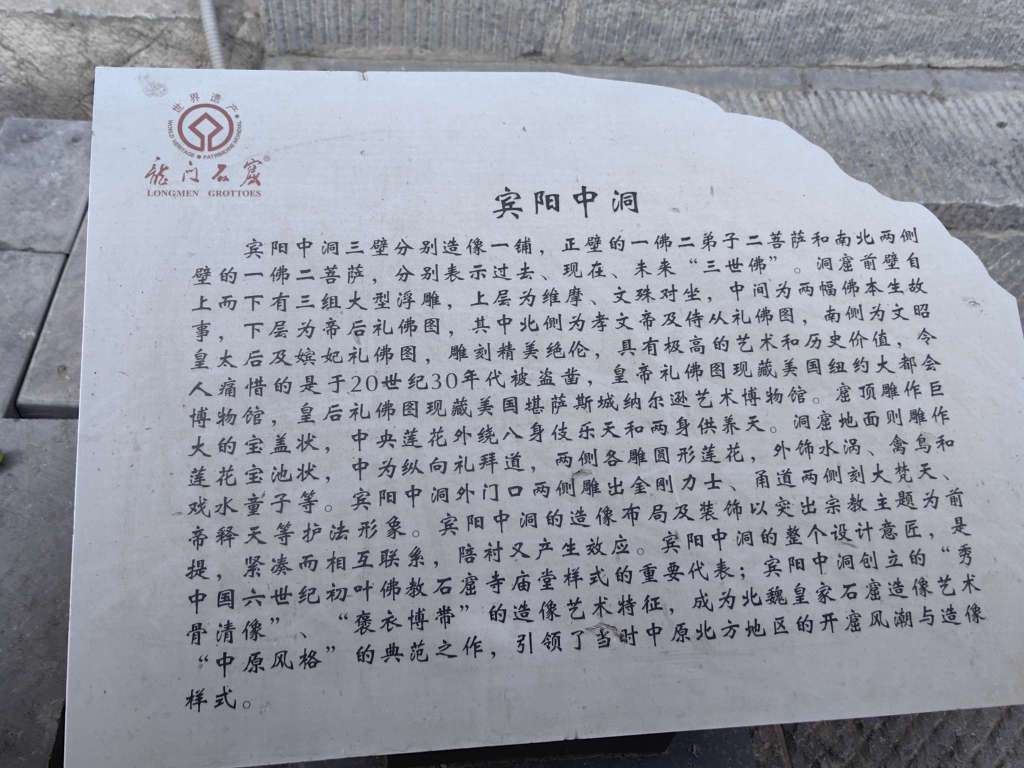 世界遗产
WORLD HERITAGE • PATRIMOINE MONDIAL
龙门石窟®
LONGMEN GROTTOES
宾阳中洞
宾阳中洞三壁分别造像一铺，正壁的一佛二弟子二菩萨和南北两侧
壁的一佛二菩萨，分别表示过去、现在、未来“三世佛”。洞窟前壁自
上而下有三组大型浮雕，上层为维摩、文殊对坐，中间为两幅佛本生故
事，下层为帝后礼佛图，其中北侧为孝文帝及侍从礼佛图，南侧为文昭
皇太后及嫔妃礼佛图，雕刻精美绝伦，具有极高的艺术和历史价值，令
人痛惜的是于20世纪30年代被盗凿，皇帝礼佛图现藏美国纽约大都会
博物馆，皇后礼佛图现藏美国堪萨斯城纳尔逊艺术博物馆。窟顶雕作巨
大的宝盖状，中央莲花外绕八身伎乐天和两身供养天。洞窟地面则雕作
莲花宝池状，中为纵向礼拜道，两侧各雕圆形莲花，外饰水涡、禽鸟和
戏水童子等。宾阳中洞外门口两侧雕出金刚力士、甬道两侧刻大梵天、
帝释天等护法形象。宾阳中洞的造像布局及装饰以突出宗教主题为前
提，紧凑而相互联系，陪衬又产生效应。宾阳中洞的整个设计意匠，是
中国六世纪初叶佛教石窟寺庙堂样式的重要代表；宾阳中洞创立的“秀
骨清像”、“褒衣博带”的造像艺术特征，成为北魏皇家石窟造像艺术
“中原风格”的典范之作，引领了当时中原北方地区的开窟风潮与造像
样式。